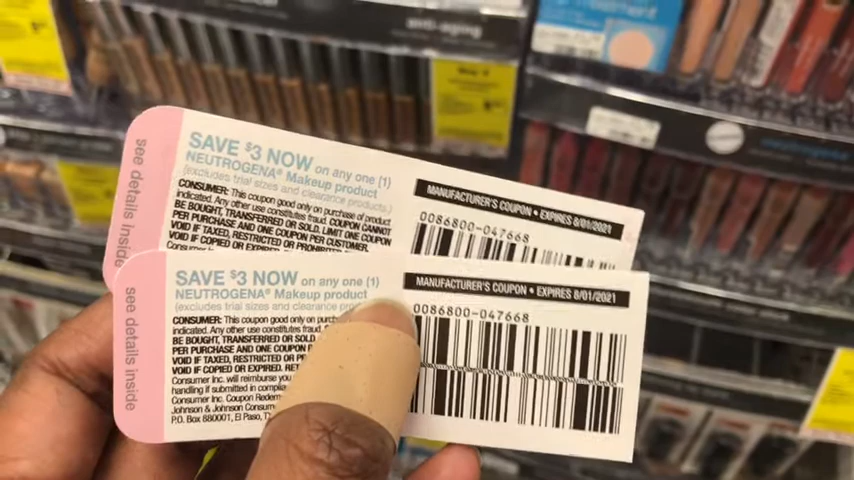 anti-aging
see details inside
SAVE $3 NOW on any one (1)
NEUTROGENA® Makeup product
(excludes trial sizes and clearance products)
CONSUMER: This coupon good only on purchase of product
indicated. Any other use constitutes fraud. COUPON CANNOT
BE BOUGHT, TRANSFERRED OR SOLD. LIMIT ONE COUPON
PER PURCHASE AND ONE COUPON PER CUSTOMER.
VOID IF TAXED, RESTRICTED OR PROHIBITED
VOID IF COPIED OR EXPIRED.
MANUFACTURER'S COUPON • EXPIRES 8/01/2021
0086800-047668
see details inside
SAVE $3 NOW on any one (1)
NEUTROGENA® Makeup product
(excludes trial sizes and clearance
CONSUMER: This coupon good only on
indicated. Any other use constitutes fraud.
BE BOUGHT, TRANSFERRED OR SOLD.
PER PURCHASE AND ONE COUPON
VOID IF TAXED, RESTRICTED OR
VOID IF COPIED OR EXPIRED.
Consumer Inc. will reimburse
handling if submitted in
Consumer Inc. Coupon
Johnson & Johnson
P.O. Box 880001, El Paso,
MANUFACTURER'S COUPON • EXPIRES 8/01/2021
0086800-047668